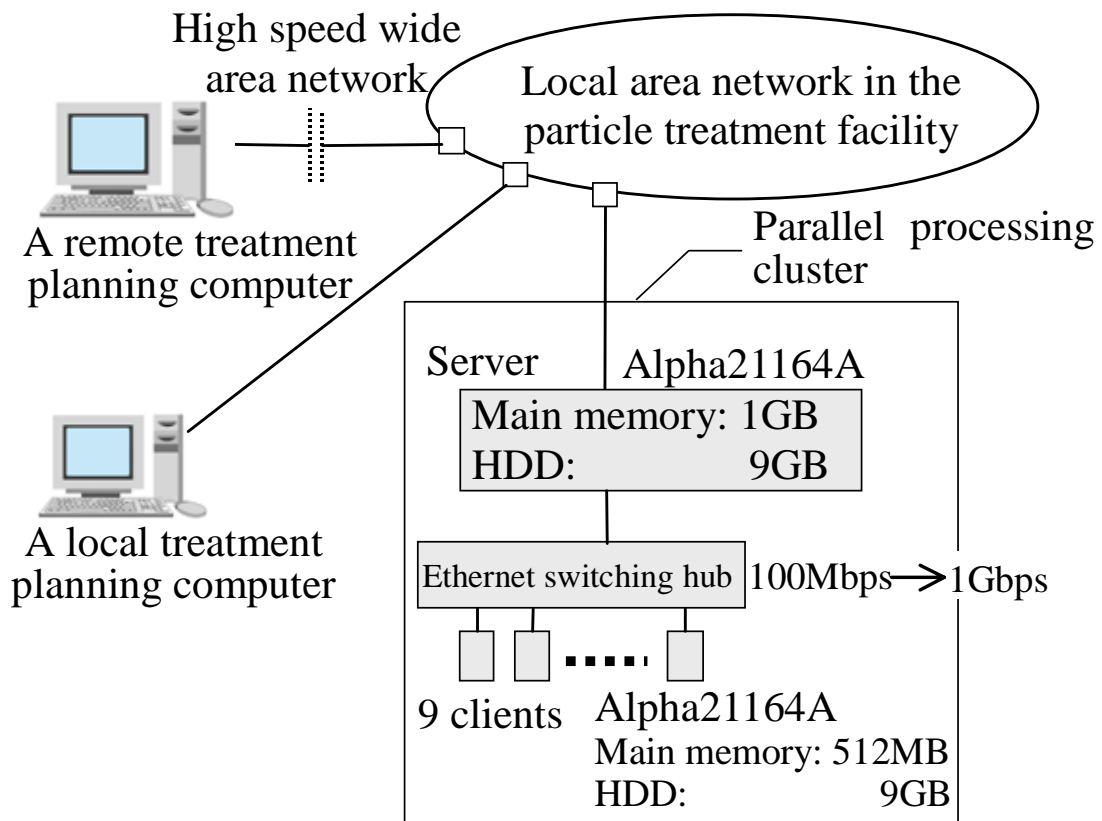 High speed wide
area network
Local area network in the
particle treatment facility
A remote treatment
planning computer
Parallel processing
cluster
Server
Alpha21164A
Main memory: 1GB
HDD: 9GB
A local treatment
planning computer
Ethernet switching hub
100Mbps
1Gbps
9 clients
Alpha21164A
Main memory: 512MB
HDD: 9GB